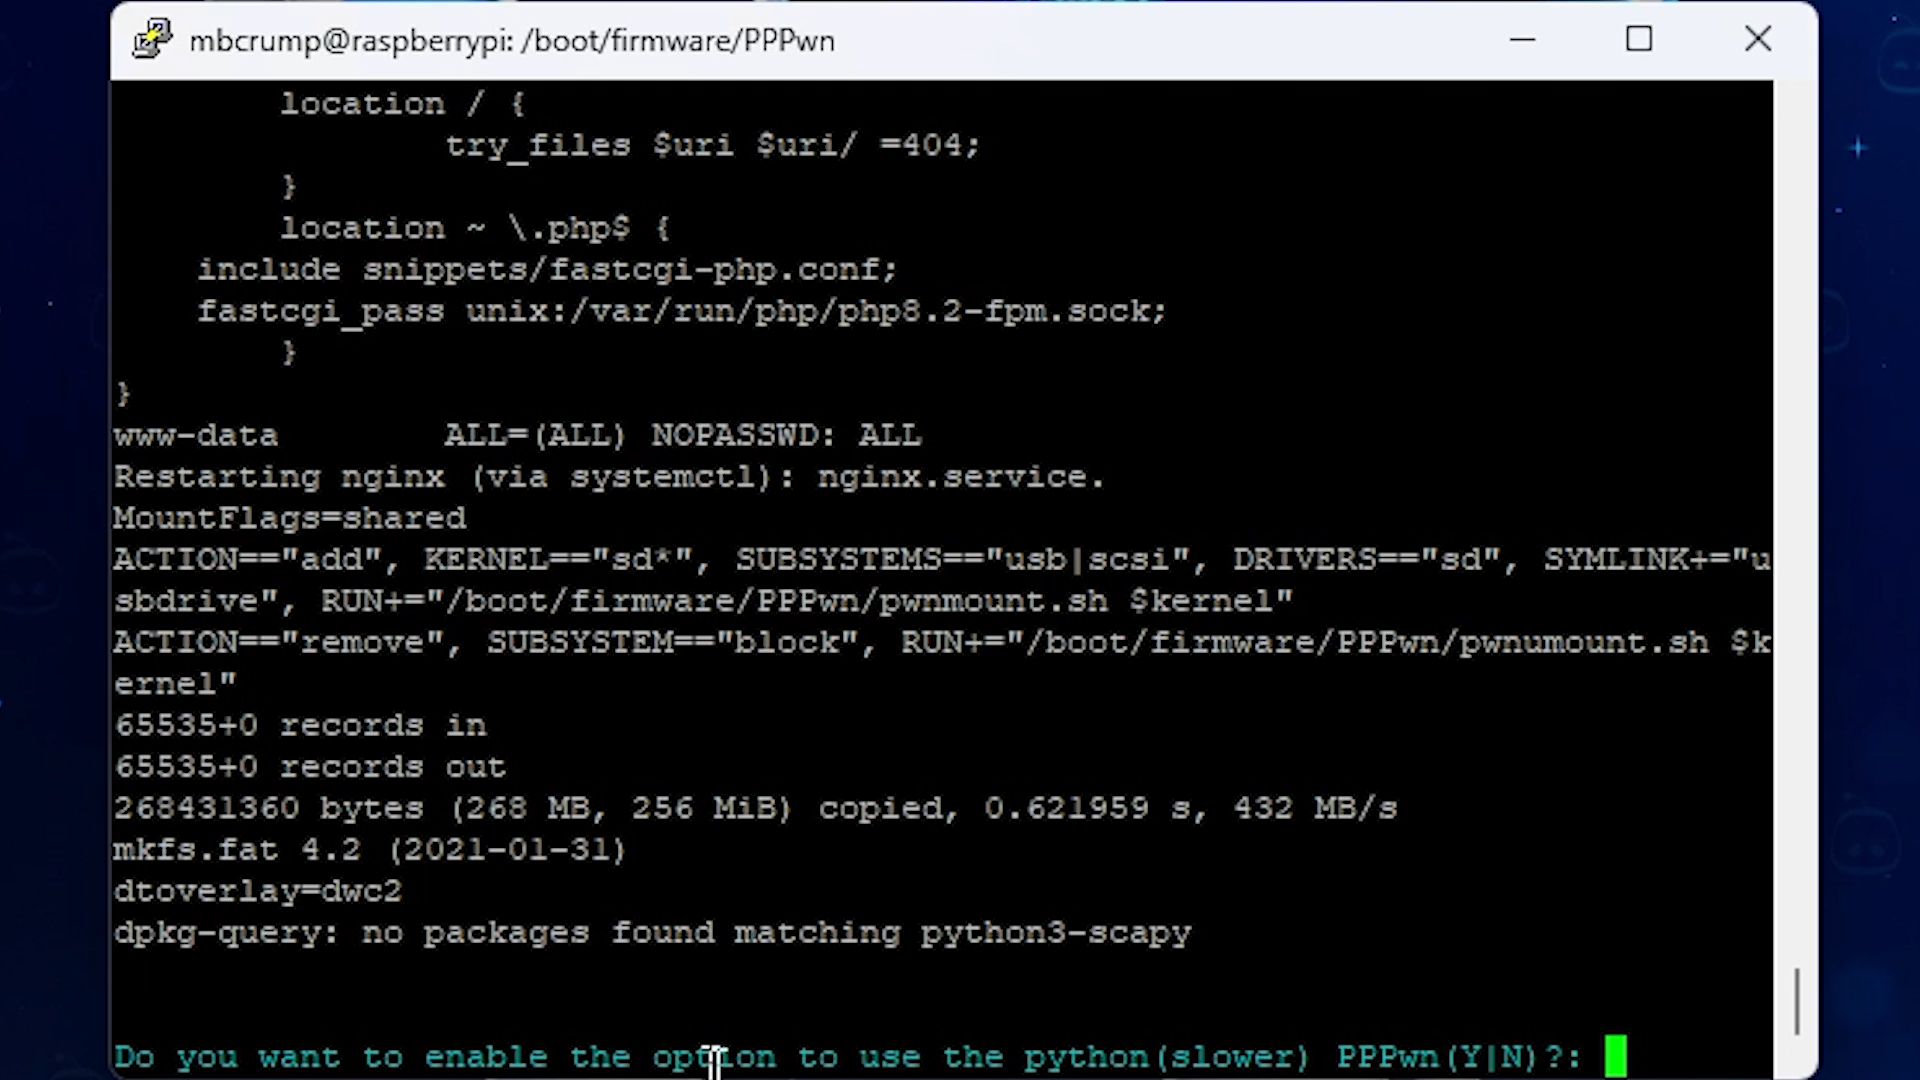 mbcrump@raspberrypi: /boot/firmware/PPPwn
location / {
try_files $uri $uri/ =404;
}
location ~ \.php$ {
include snippets/fastcgi-php.conf;
fastcgi_pass unix:/var/run/php/php8.2-fpm.sock;
}
}
www-data ALL=(ALL) NOPASSWD: ALL
Restarting nginx (via systemctl): nginx.service.
MountFlags=shared
ACTION=="add", KERNEL=="sd*", SUBSYSTEMS=="usb|scsi", DRIVERS=="sd", SYMLINK+="u
sbdrive", RUN+="/boot/firmware/PPPwn/pwnmount.sh $kernel"
ACTION=="remove", SUBSYSTEM=="block", RUN+="/boot/firmware/PPPwn/pwnumount.sh $k
ernel"
65535+0 records in
65535+0 records out
268431360 bytes (268 MB, 256 MiB) copied, 0.621959 s, 432 MB/s
mkfs.fat 4.2 (2021-01-31)
dtoverlay=dwc2
dpkg-query: no packages found matching python3-scapy
Do you want to enable the option to use the python(slower) PPPwn(Y|N)?: